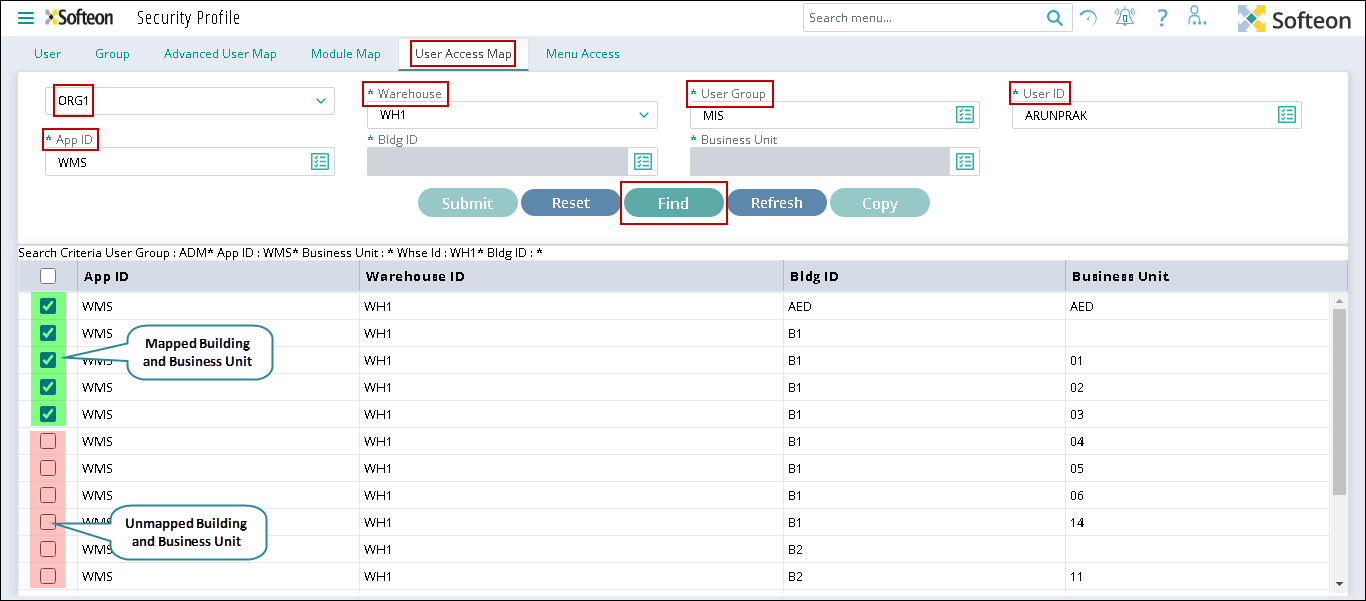 Softeon Security Profile Search menu... ? Softeon
User Group Advanced User Map Module Map User Access Map Menu Access
ORG1
* Warehouse
WH1
* User Group
MIS
* User ID
ARUNPRAK
* App ID
WMS
* Bldg ID
* Business Unit
Submit Reset Find Refresh Copy
Search Criteria User Group : ADM* App ID : WMS* Business Unit : * Whse Id : WH1* Bldg ID : *
App ID Warehouse ID Bldg ID Business Unit
WMS WH1 AED AED
WMS WH1 B1
Mapped Building
and Business Unit
WMS WH1 B1 01
WMS WH1 B1 02
WMS WH1 B1 03
WMS WH1 B1 04
WMS WH1 B1 05
WMS WH1 B1 06
WMS WH1 B1 14
Unmapped Building
and Business Unit
WMS WH1 B2
WMS WH1 B2 11